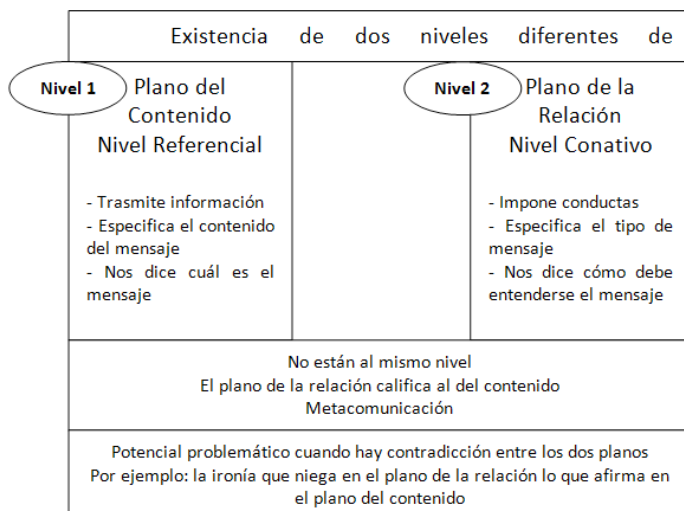 Existencia de dos niveles diferentes de
Nivel 1
Plano del
Contenido
Nivel Referencial
- Trasmite información
- Especifica el contenido
del mensaje
- Nos dice cuál es el
mensaje
Nivel 2
Plano de la
Relación
Nivel Conativo
- Impone conductas
- Especifica el tipo de
mensaje
- Nos dice cómo debe
entenderse el mensaje
No están al mismo nivel
El plano de la relación califica al del contenido
Metacomunicación
Potencial problemático cuando hay contradicción entre los dos planos
Por ejemplo: la ironía que niega en el plano de la relación lo que afirma en
el plano del contenido